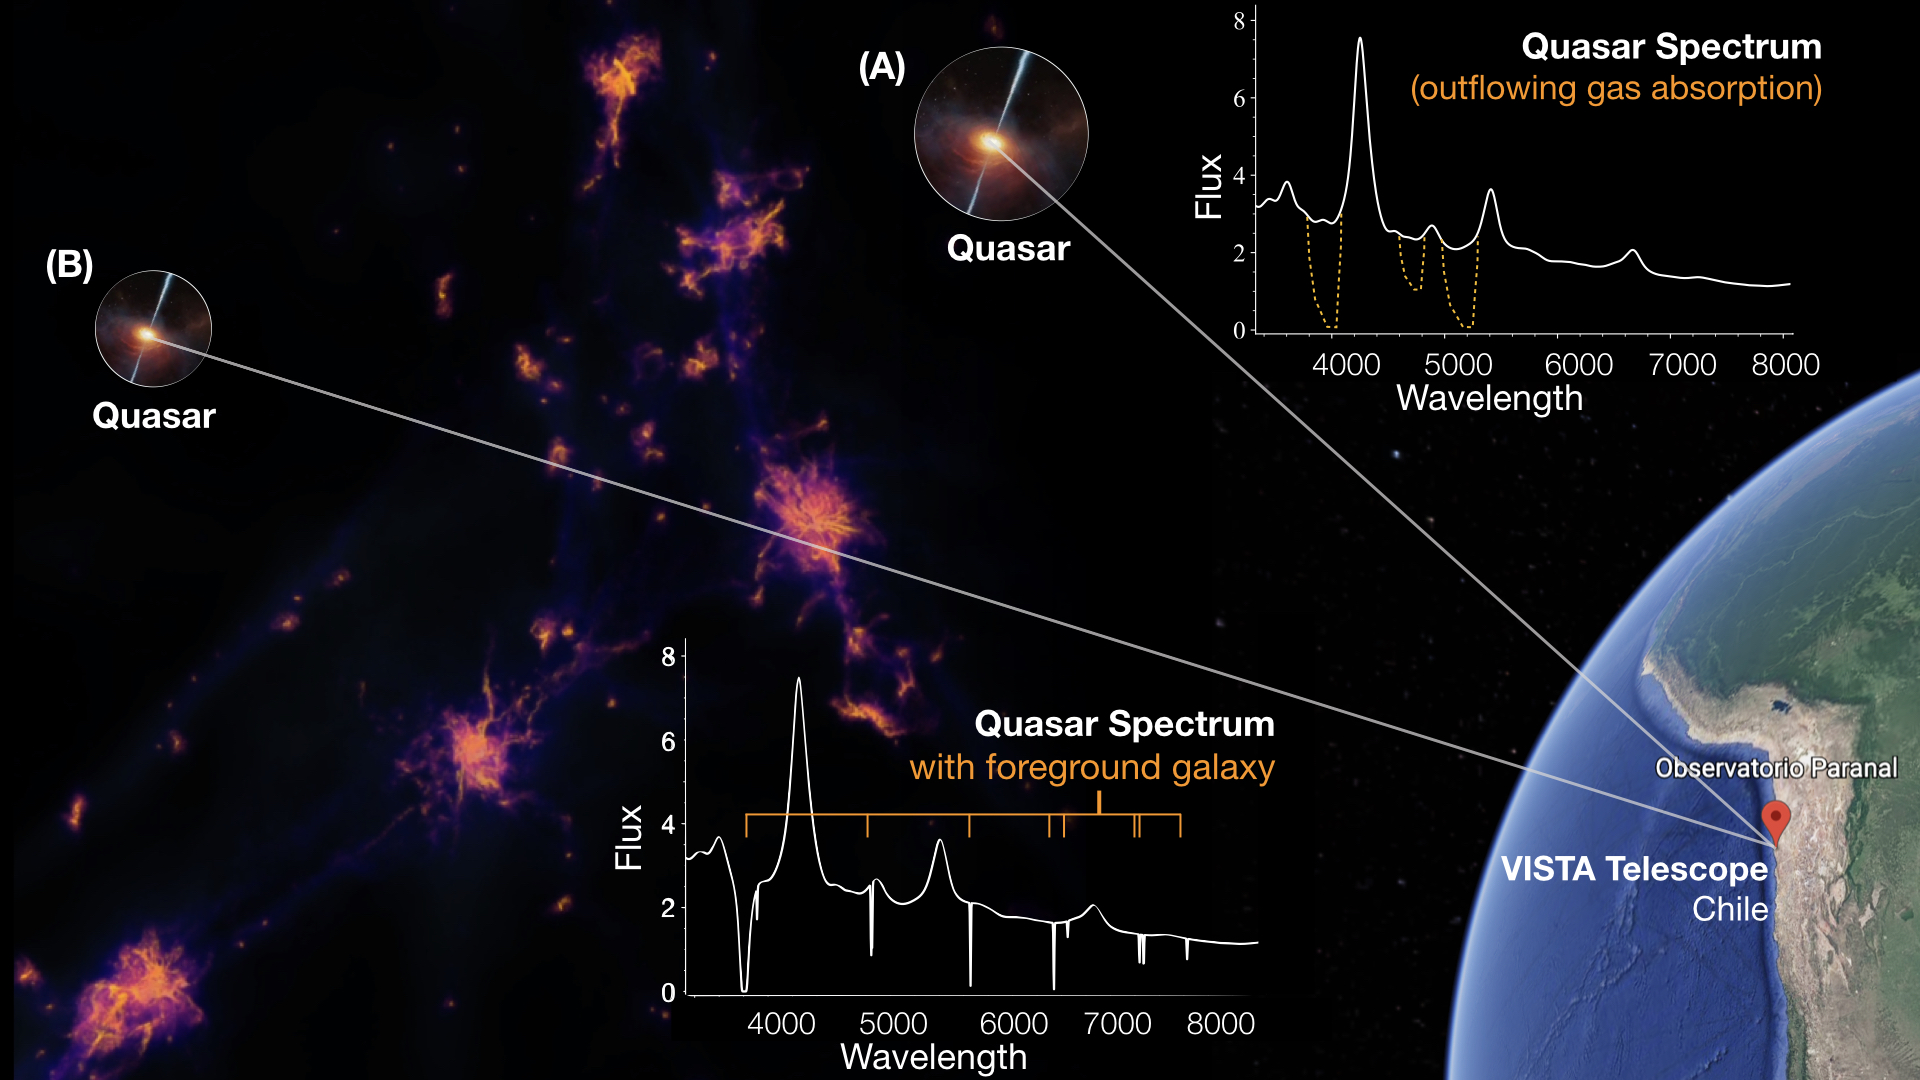 (A)
Quasar
(B)
Quasar
Quasar Spectrum
(outflowing gas absorption)
8
6
4
2
0
Flux
4000 5000 6000 7000 8000
Wavelength
Quasar Spectrum
with foreground galaxy
8
6
4
2
0
Flux
4000 5000 6000 7000 8000
Wavelength
Observatorio Paranal
VISTA Telescope
Chile